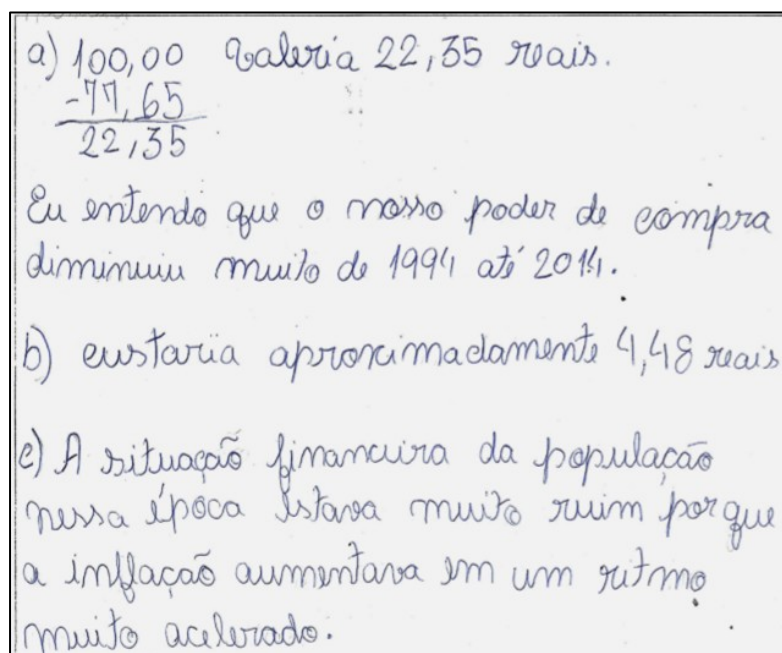 a) 100,00 Valeria 22,35 reais.
-77,65
22,35
Eu entendo que o nosso poder de compra
diminuiu muito de 1994 até 2014.
b) custaria aproximadamente 4,48 reais
c) A situação financeira da população
nessa época estava muito ruim porque
a inflação aumentava em um ritmo
muito acelerado.